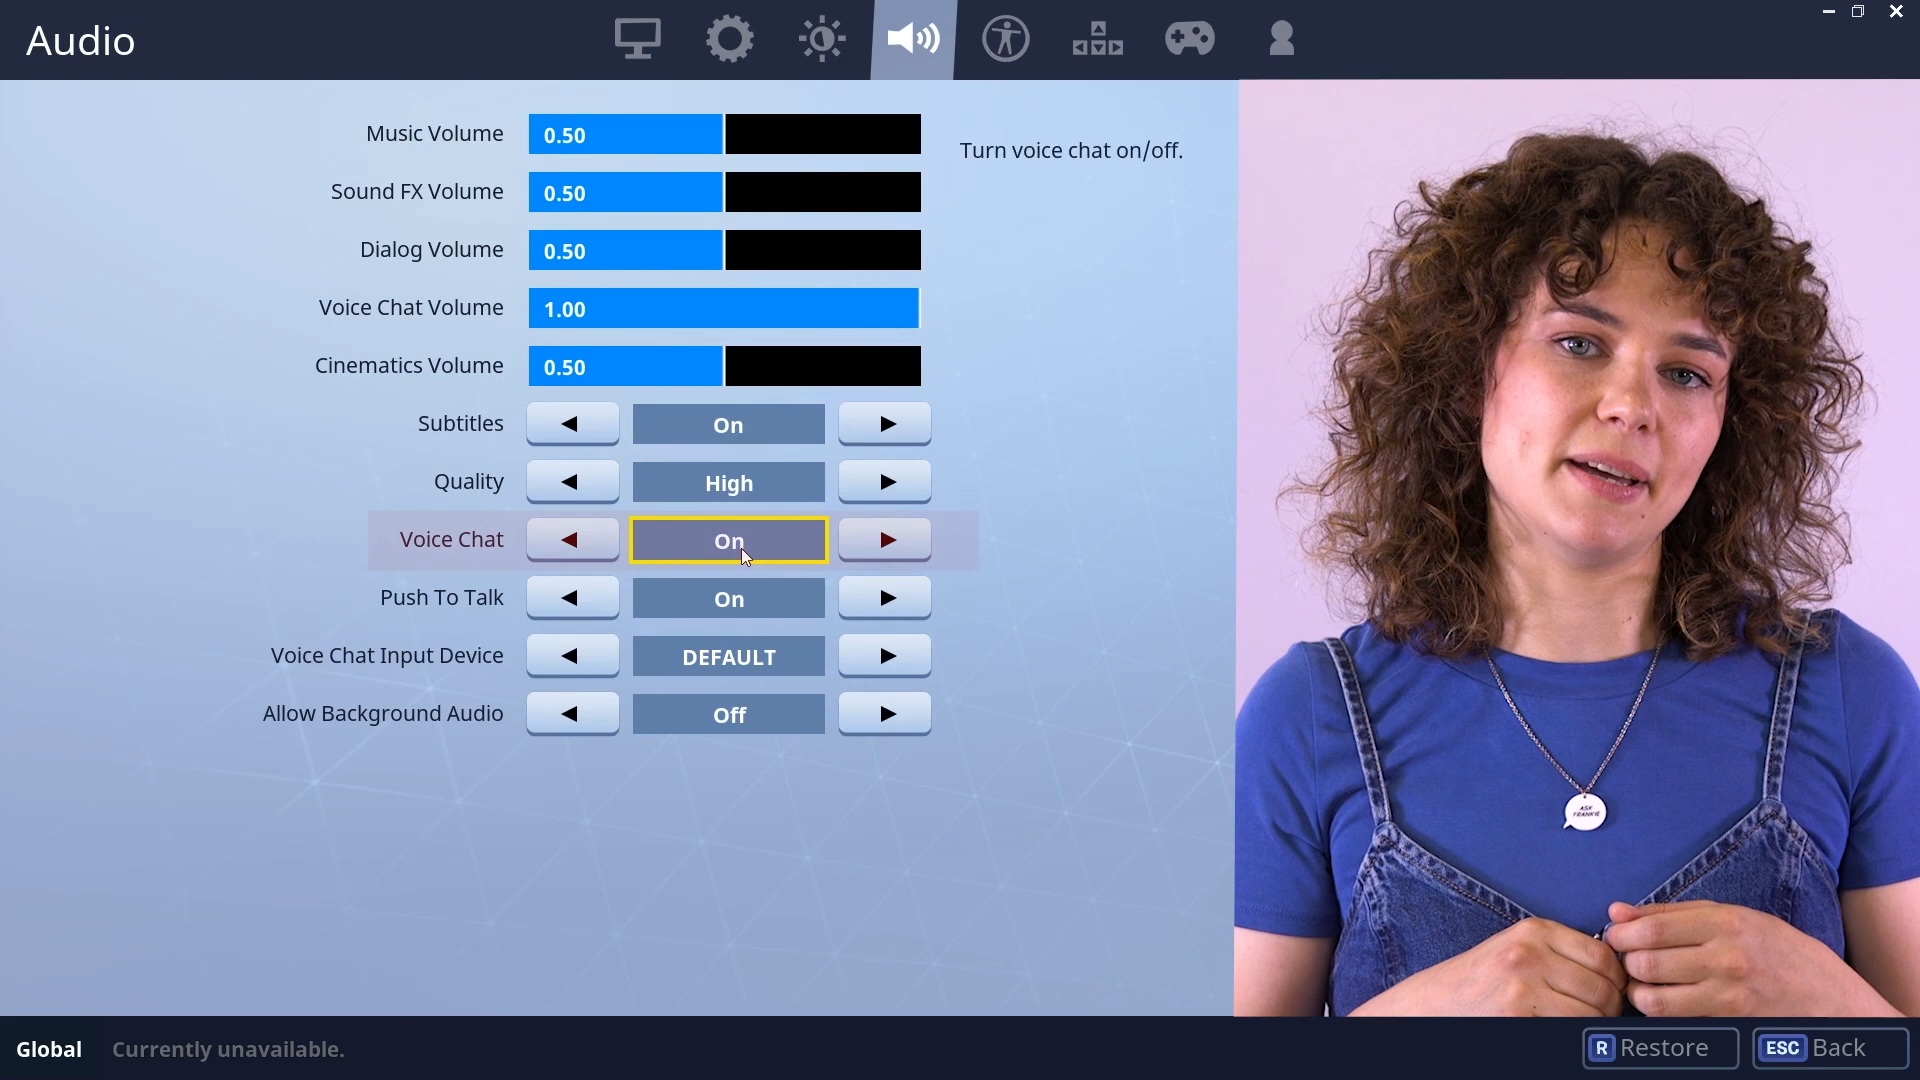 Audio
Music Volume 0.50
Turn voice chat on/off.
Sound FX Volume 0.50
Dialog Volume 0.50
Voice Chat Volume 1.00
Cinematics Volume 0.50
Subtitles On
Quality High
Voice Chat On
Push To Talk On
Voice Chat Input Device DEFAULT
Allow Background Audio Off
ASK
FRANKIE
Global Currently unavailable.
R Restore ESC Back